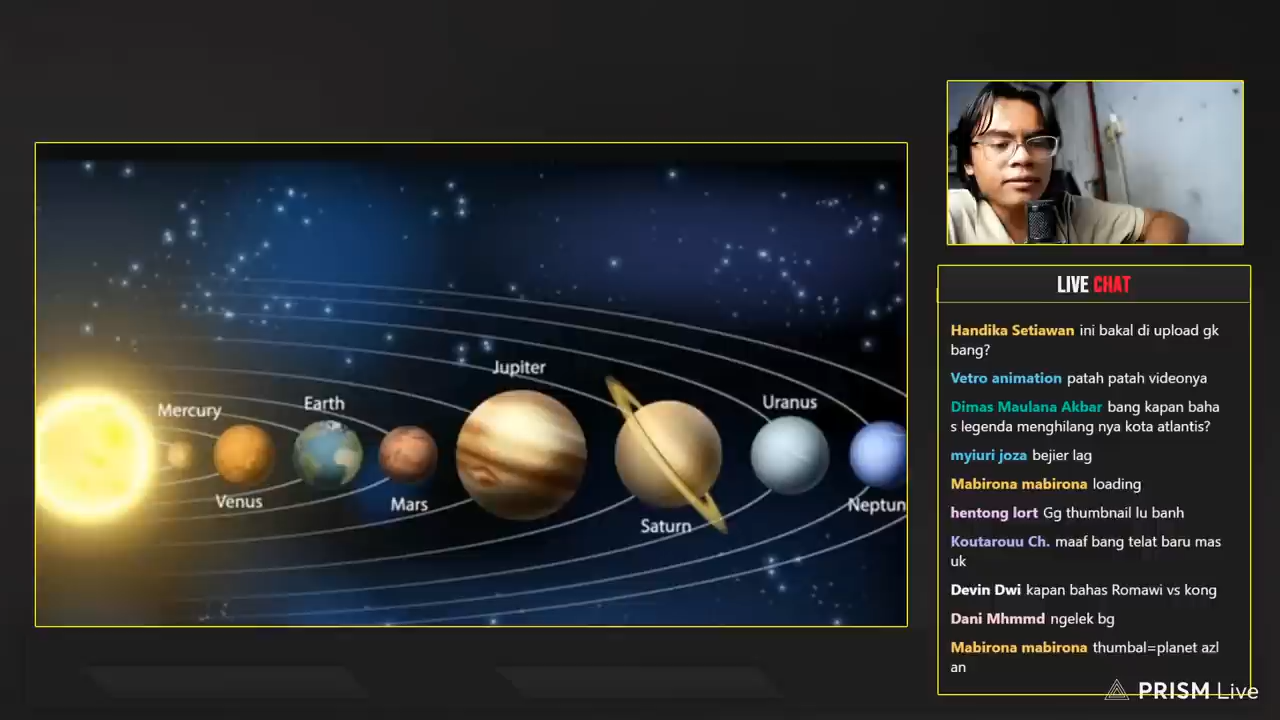 Jupiter
Mercury
Earth
Uranus
Venus
Mars
Saturn
Neptun
LIVE CHAT
Handika Setiawan ini bakal di upload gk
bang?
Vetro animation patah patah videonya
Dimas Maulana Akbar bang kapan baha
s legenda menghilang nya kota atlantis?
myiuri joza bejier lag
Mabirona mabirona loading
hentong lort Gg thumbnail lu banh
Koutarouu Ch. maaf bang telat baru mas
uk
Devin Dwi kapan bahas Romawi vs kong
Dani Mhmmd ngelek bg
Mabirona mabirona thumbal=planet azl
an
PRISM Live